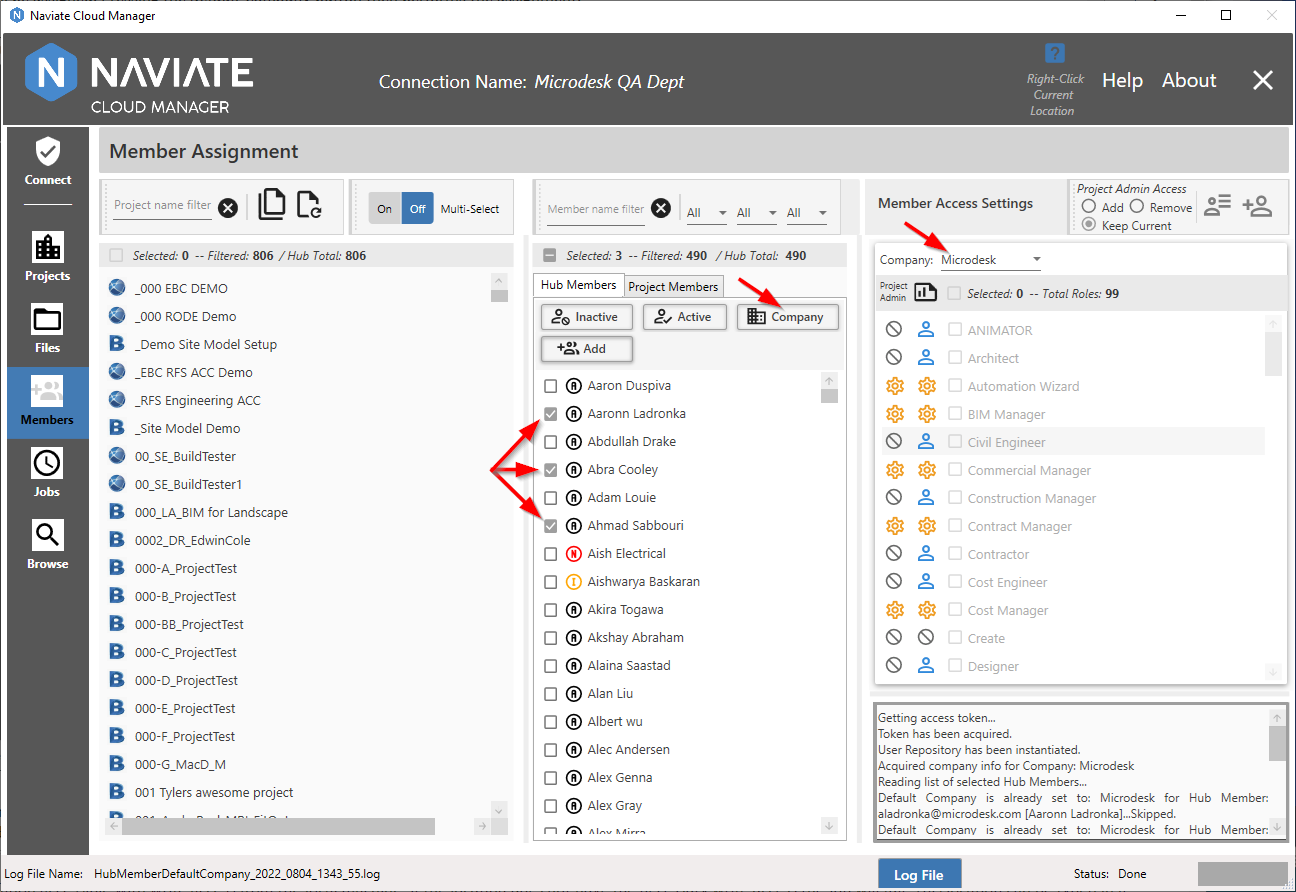 Naviate Cloud Manager
NAVIATE
CLOUD MANAGER
Connection Name: Microdesk QA Dept
?
Right-Click
Current
Location
Help
About
Connect
Projects
Files
Members
Jobs
Browse
Member Assignment
Project name filter
On
Off
Multi-Select
Selected: 0 -- Filtered: 806 / Hub Total: 806
_000 EBC DEMO
_000 RODE Demo
_Demo Site Model Setup
_EBC RFS ACC Demo
_RFS Engineering ACC
_Site Model Demo
00_SE_BuildTester
00_SE_BuildTester1
000_LA_BIM for Landscape
0002_DR_EdwinCole
000-A_ProjectTest
000-B_ProjectTest
000-BB_ProjectTest
000-C_ProjectTest
000-D_ProjectTest
000-E_ProjectTest
000-F_ProjectTest
000-G_MacD_M
001 Tylers awesome project
Member name filter
All
All
All
Selected: 3 -- Filtered: 490 / Hub Total: 490
Hub Members
Project Members
Inactive
Active
Company
Add
Aaron Duspiva
Aaronn Ladronka
Abdullah Drake
Abra Cooley
Adam Louie
Ahmad Sabbouri
Aish Electrical
Aishwarya Baskaran
Akira Togawa
Akshay Abraham
Alaina Saastad
Alan Liu
Albert wu
Alec Andersen
Alex Genna
Alex Gray
Alex Mirra
Member Access Settings
Project Admin Access
Add
Remove
Keep Current
Company: Microdesk
Project
Admin
Selected: 0 -- Total Roles: 99
ANIMATOR
Architect
Automation Wizard
BIM Manager
Civil Engineer
Commercial Manager
Construction Manager
Contract Manager
Contractor
Cost Engineer
Cost Manager
Create
Designer
Getting access token...
Token has been acquired.
User Repository has been instantiated.
Acquired company info for Company: Microdesk
Reading list of selected Hub Members...
Default Company is already set to: Microdesk for Hub Member:
aladronka@microdesk.com [Aaronn Ladronka]...Skipped.
Default Company is already set to: Microdesk for Hub Member:
Log File Name: HubMemberDefaultCompany_2022_0804_1343_55.log
Log File
Status: Done